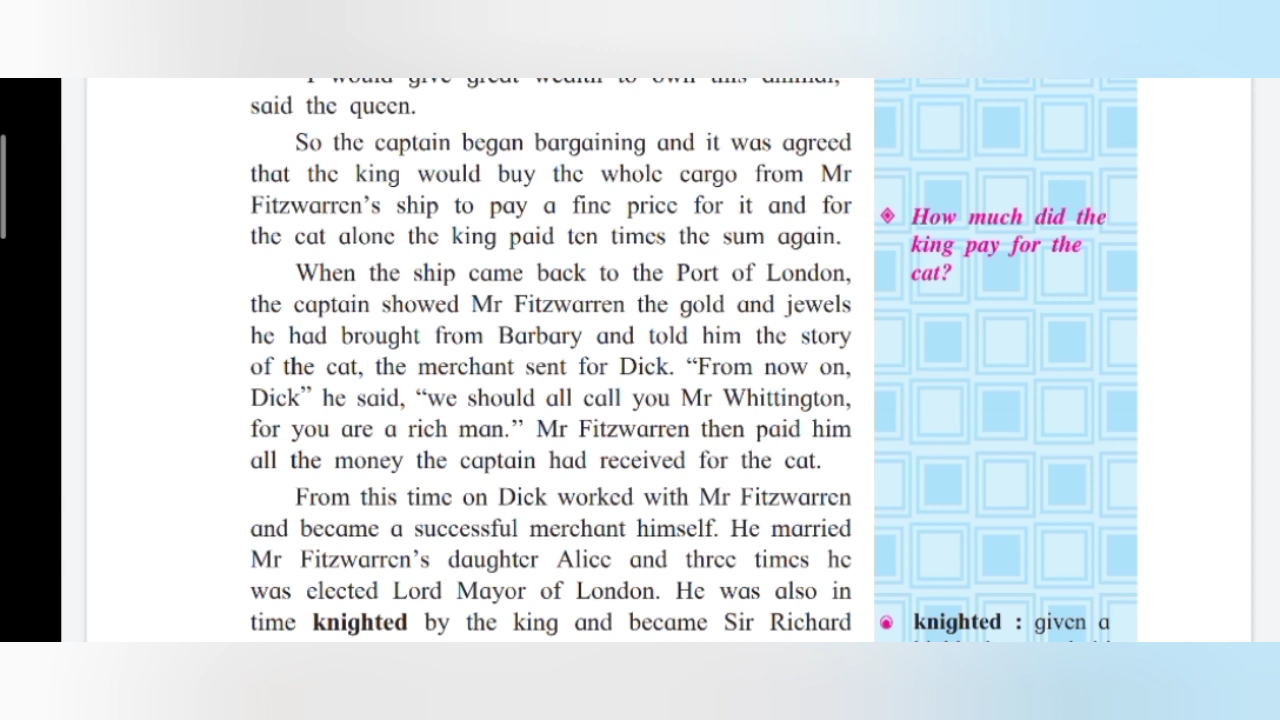 "I would give great wealth to own this animal,"
said the queen.
So the captain began bargaining and it was agreed
that the king would buy the whole cargo from Mr
Fitzwarren's ship to pay a fine price for it and for
the cat alone the king paid ten times the sum again.
When the ship came back to the Port of London,
the captain showed Mr Fitzwarren the gold and jewels
he had brought from Barbary and told him the story
of the cat, the merchant sent for Dick. “From now on,
Dick” he said, “we should all call you Mr Whittington,
for you are a rich man.” Mr Fitzwarren then paid him
all the money the captain had received for the cat.
From this time on Dick worked with Mr Fitzwarren
and became a successful merchant himself. He married
Mr Fitzwarren's daughter Alice and three times he
was elected Lord Mayor of London. He was also in
time knighted by the king and became Sir Richard
How much did the
king pay for the
cat?
knighted : given a